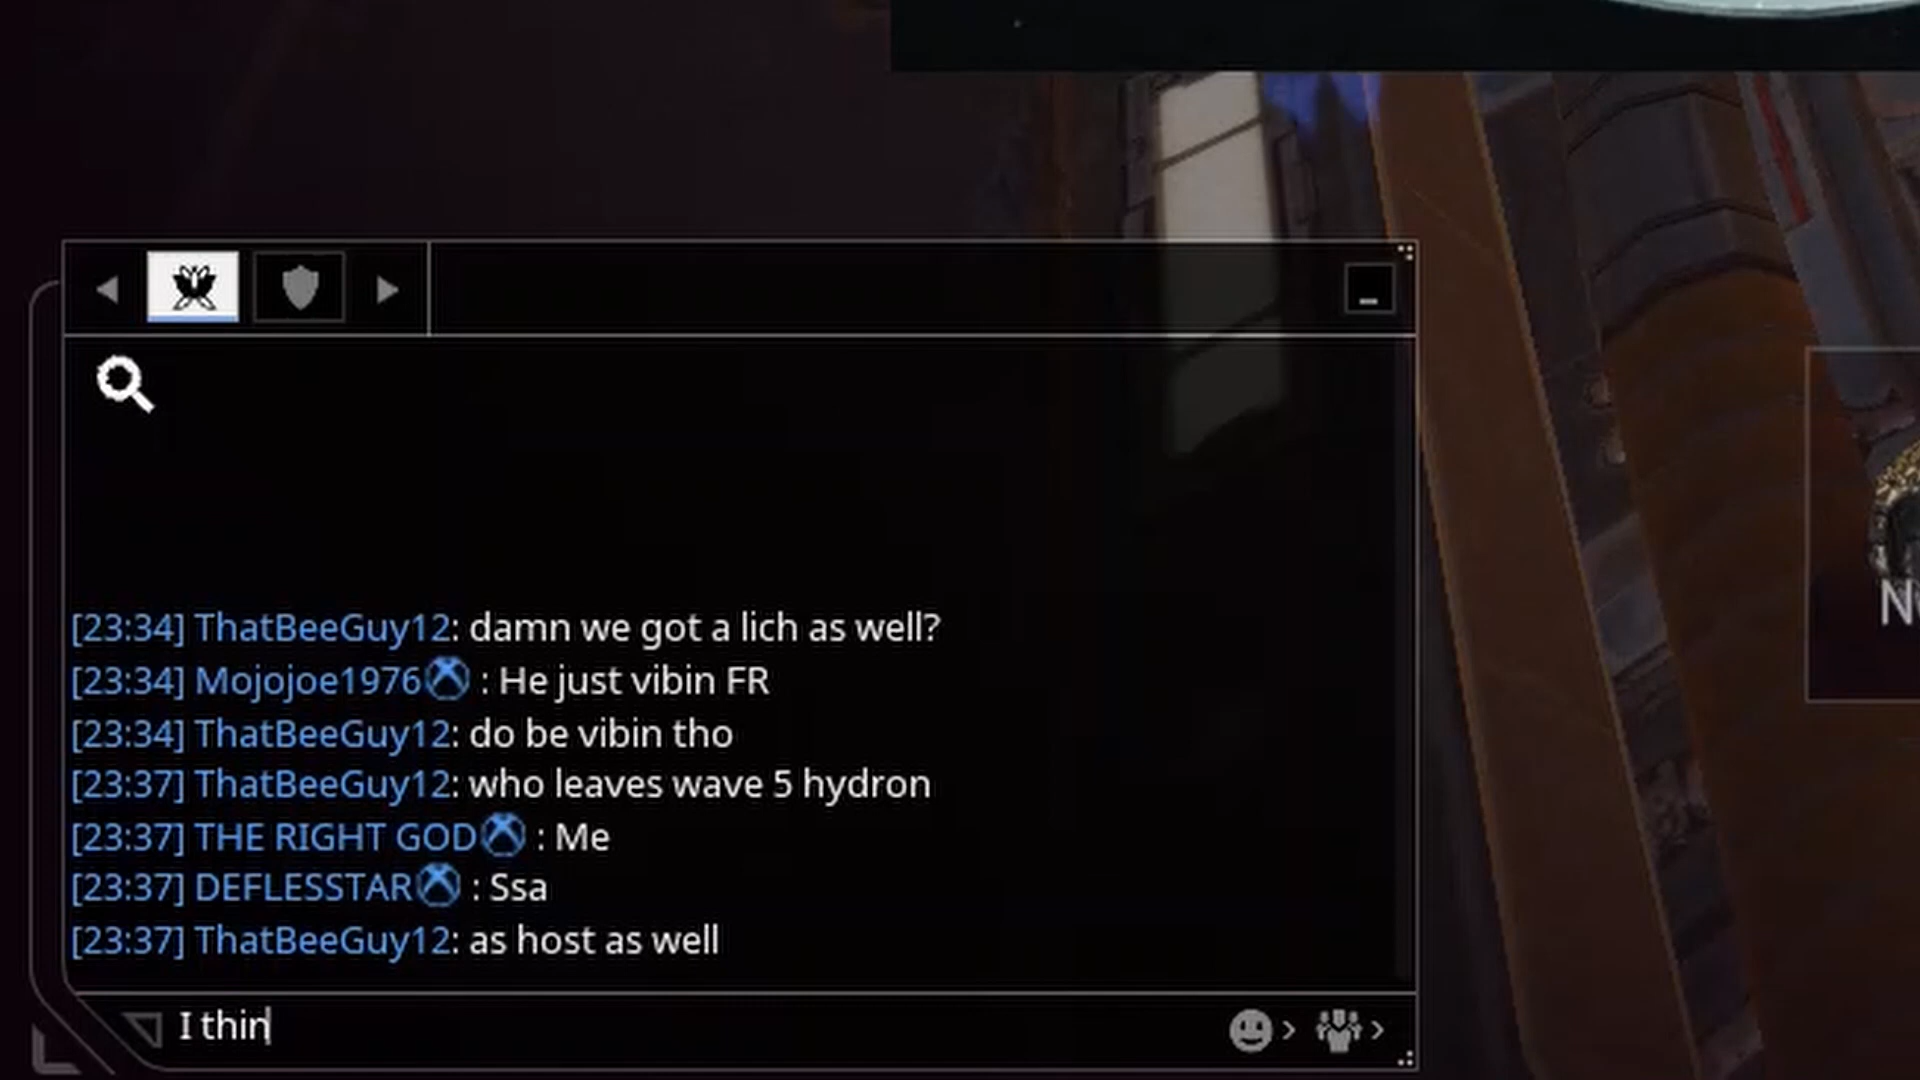 [23:34] ThatBeeGuy12: damn we got a lich as well?
[23:34] Mojojoe1976 : He just vibin FR
[23:34] ThatBeeGuy12: do be vibin tho
[23:37] ThatBeeGuy12: who leaves wave 5 hydron
[23:37] THE RIGHT GOD : Me
[23:37] DEFLESSTAR : Ssa
[23:37] ThatBeeGuy12: as host as well
I thin